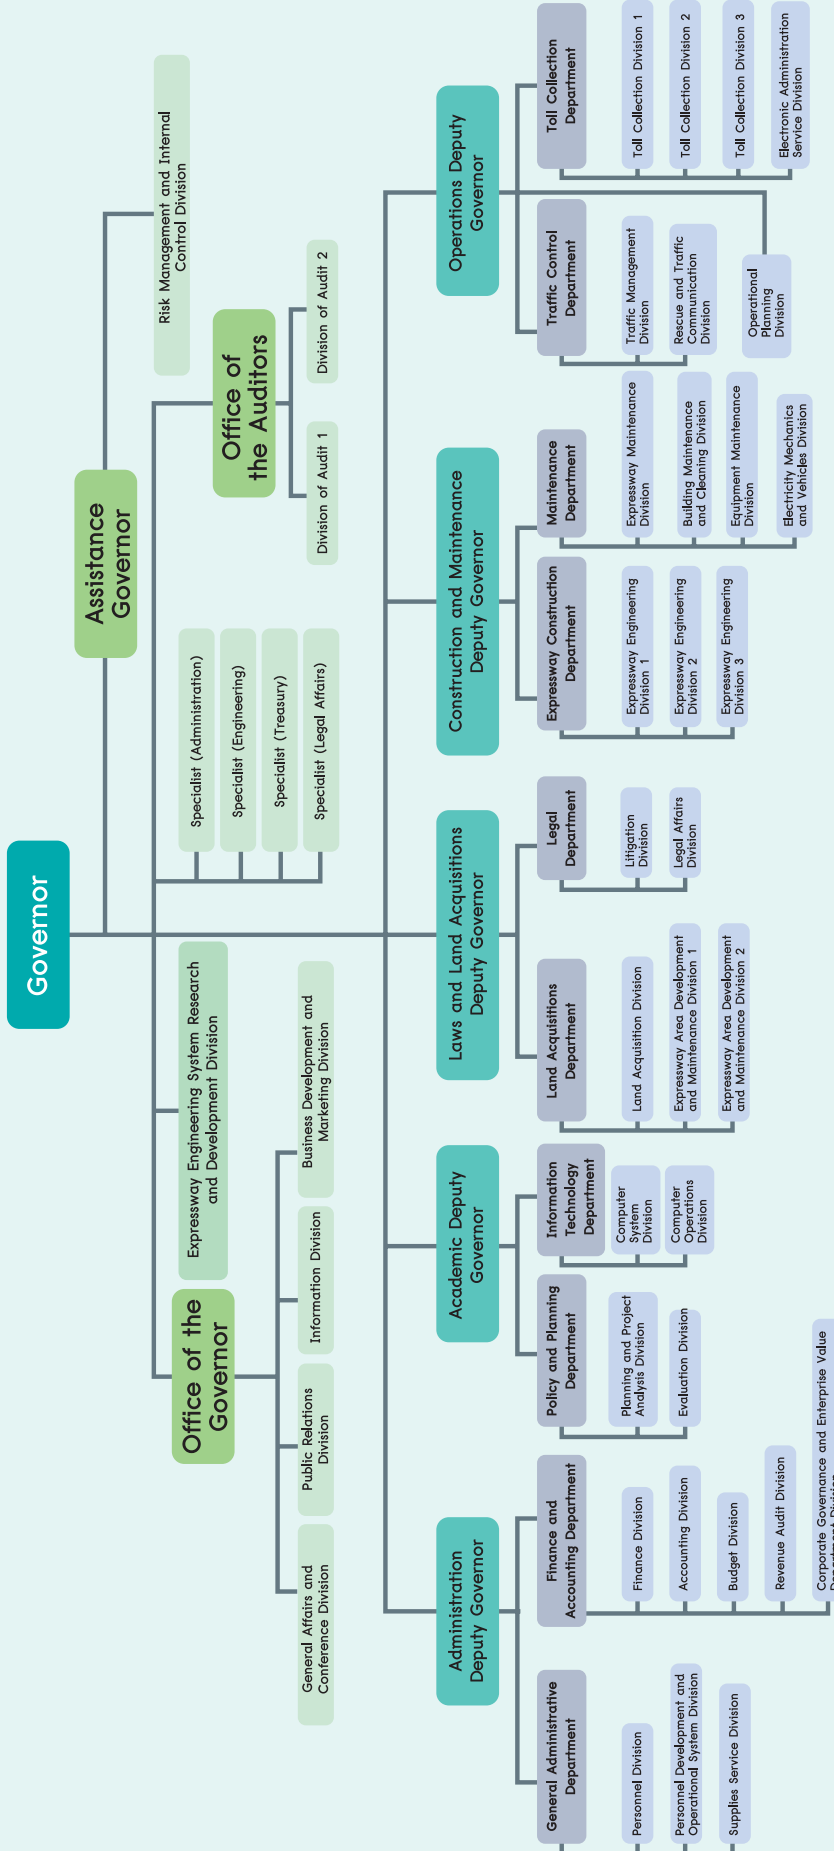 Governor
Assistance
Governor
Risk Management and Internal
Control Division
Office of the
Governor
General Affairs and
Conference Division
Public Relations
Division
Information Division
Business Development and
Marketing Division
Expressway Engineering System Research
and Development Division
Specialist (Administration)
Specialist (Engineering)
Specialist (Treasury)
Specialist (Legal Affairs)
Office of
the Auditors
Division of Audit 1
Division of Audit 2
Administration
Deputy Governor
General Administrative
Department
Personnel Division
Personnel Development and
Operational System Division
Supplies Service Division
Finance and
Accounting Department
Finance Division
Accounting Division
Budget Division
Revenue Audit Division
Corporate Governance and Enterprise Value
Academic Deputy
Governor
Policy and Planning
Department
Planning and Project
Analysis Division
Evaluation Division
Information
Technology
Department
Computer
System
Division
Computer
Operations
Division
Laws and Land Acquisitions
Deputy Governor
Land Acquisitions
Department
Land Acquisition Division
Expressway Area Development
and Maintenance Division 1
Expressway Area Development
and Maintenance Division 2
Legal
Department
Litigation
Division
Legal Affairs
Division
Construction and Maintenance
Deputy Governor
Expressway Construction
Department
Expressway Engineering
Division 1
Expressway Engineering
Division 2
Expressway Engineering
Division 3
Maintenance
Department
Expressway Maintenance
Division
Building Maintenance
and Cleaning Division
Equipment Maintenance
Division
Electricity Mechanics
and Vehicles Division
Operations Deputy
Governor
Traffic Control
Department
Traffic Management
Division
Rescue and Traffic
Communication
Division
Operational
Planning
Division
Toll Collection
Department
Toll Collection Division 1
Toll Collection Division 2
Toll Collection Division 3
Electronic Administration
Service Division